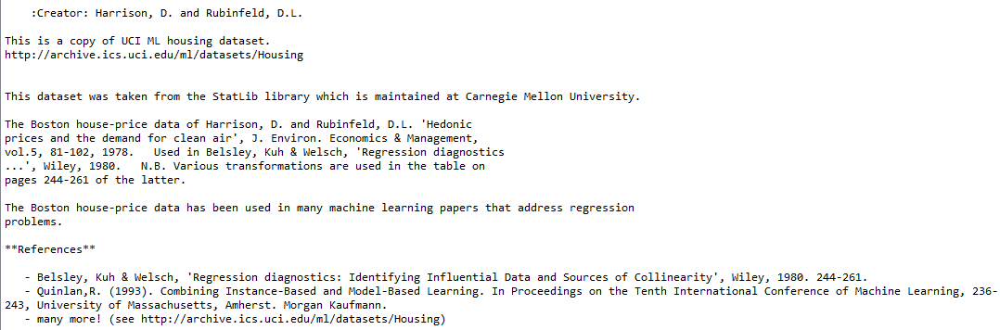 :Creator: Harrison, D. and Rubinfeld, D.L.
This is a copy of UCI ML housing dataset.
http://archive.ics.uci.edu/ml/datasets/Housing
This dataset was taken from the StatLib library which is maintained at Carnegie Mellon University.
The Boston house-price data of Harrison, D. and Rubinfeld, D.L. 'Hedonic
prices and the demand for clean air', J. Environ. Economics & Management,
vol.5, 81-102, 1978.   Used in Belsley, Kuh & Welsch, 'Regression diagnostics
...', Wiley, 1980.   N.B. Various transformations are used in the table on
pages 244-261 of the latter.
The Boston house-price data has been used in many machine learning papers that address regression
problems.
**References**
- Belsley, Kuh & Welsch, 'Regression diagnostics: Identifying Influential Data and Sources of Collinearity', Wiley, 1980. 244-261.
- Quinlan,R. (1993). Combining Instance-Based and Model-Based Learning. In Proceedings on the Tenth International Conference of Machine Learning, 236-
243, University of Massachusetts, Amherst. Morgan Kaufmann.
- many more! (see http://archive.ics.uci.edu/ml/datasets/Housing)